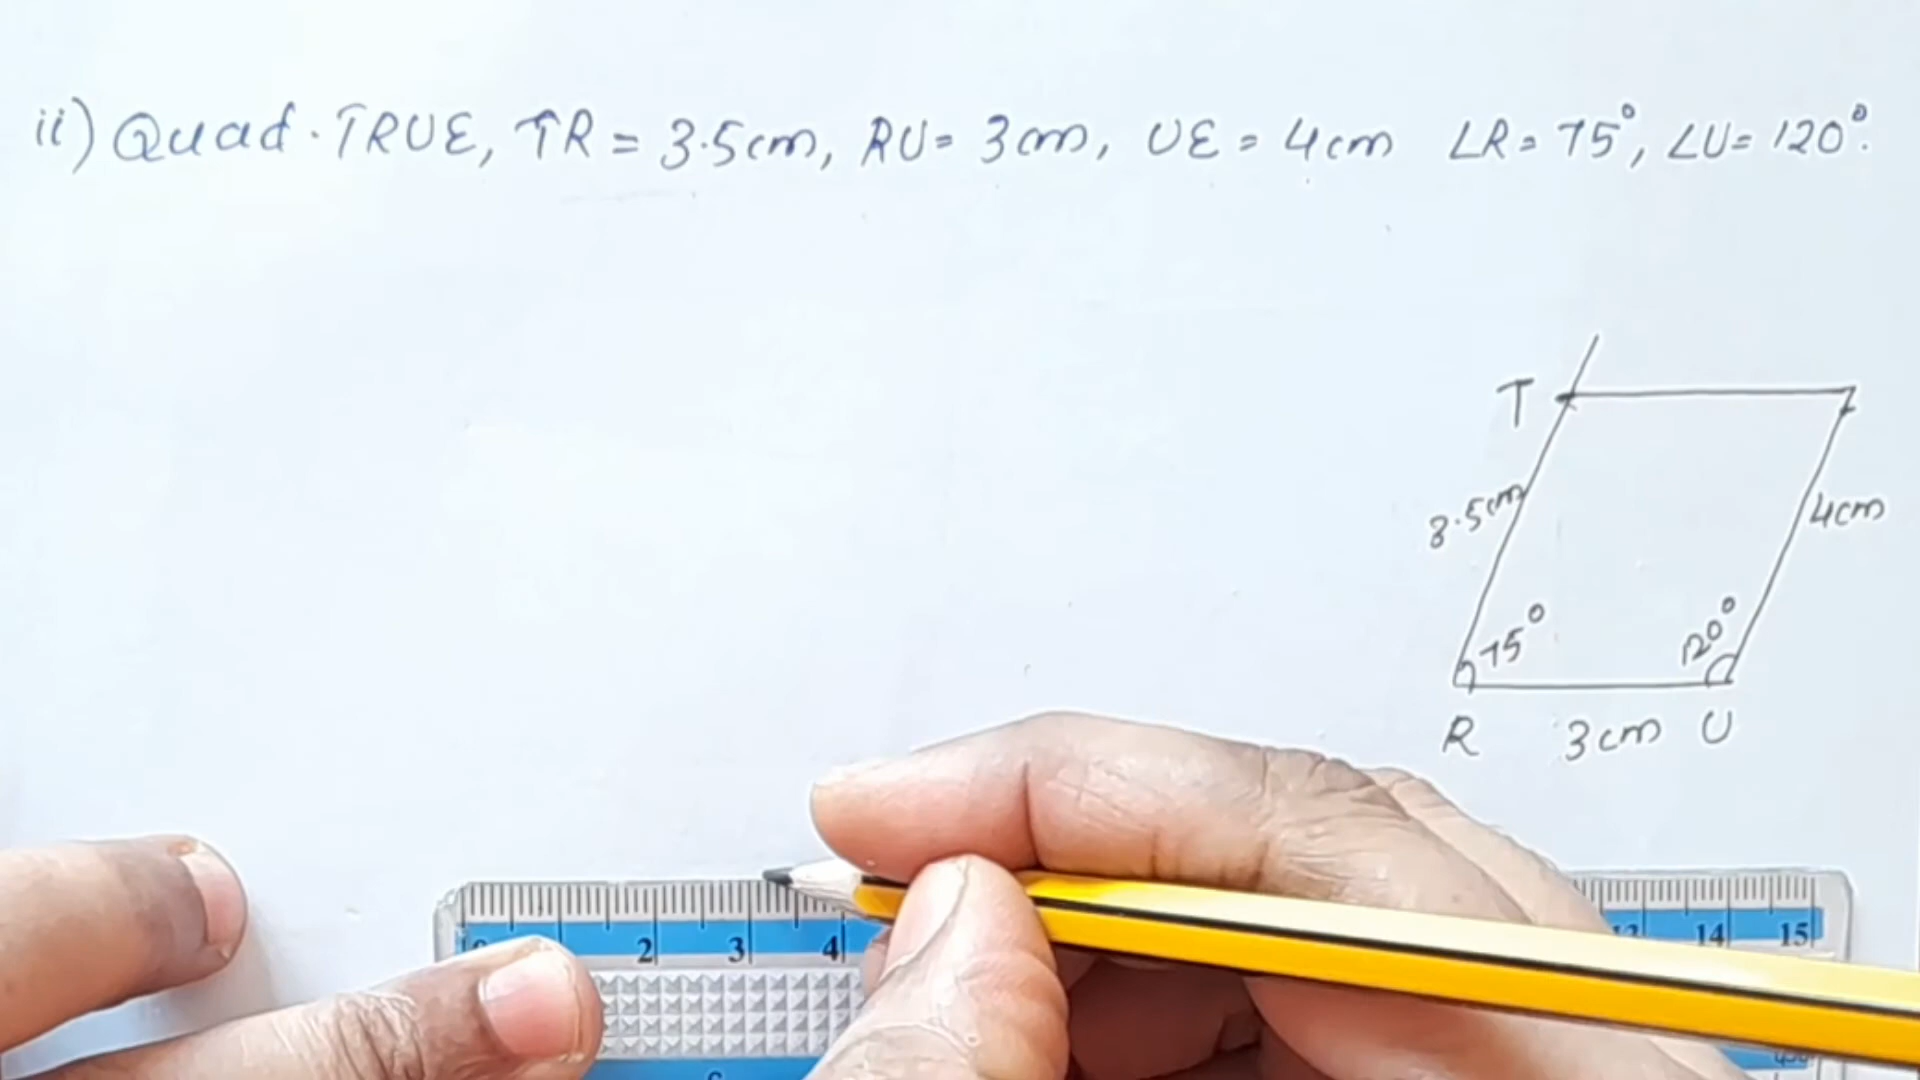 ii) Quad. TRUE, TR = 3.5cm, RU = 3cm, UE = 4cm ∠R = 75°, ∠U = 120°.
T
3.5cm
4cm
75°
120°
R 3cm U
2 3 4 14 15